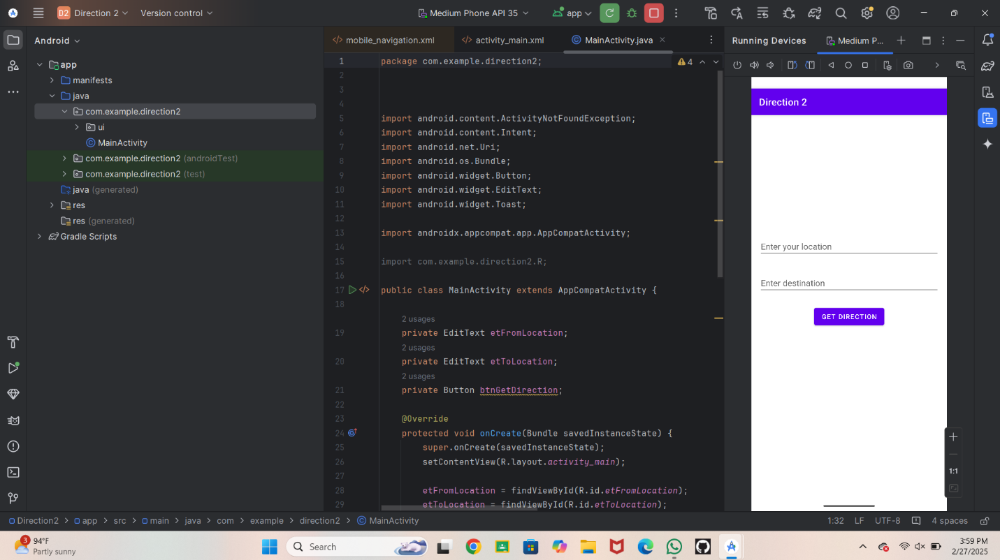 D2 Direction 2 Version control Medium Phone API 35 app
Android
app
manifests
java
com.example.direction2
ui
MainActivity
com.example.direction2 (androidTest)
com.example.direction2 (test)
java (generated)
res
res (generated)
Gradle Scripts
mobile_navigation.xml activity_main.xml MainActivity.java
4
1 package com.example.direction2;
2
3
4
5 import android.content.ActivityNotFoundException;
6 import android.content.Intent;
7 import android.net.Uri;
8 import android.os.Bundle;
9 import android.widget.Button;
10 import android.widget.EditText;
11 import android.widget.Toast;
12
13 import androidx.appcompat.app.AppCompatActivity;
14
15 import com.example.direction2.R;
16
17 public class MainActivity extends AppCompatActivity {
18
2 usages
19 private EditText etFromLocation;
2 usages
20 private EditText etToLocation;
2 usages
21 private Button btnGetDirection;
22
23 @Override
24 protected void onCreate(Bundle savedInstanceState) {
25 super.onCreate(savedInstanceState);
26 setContentView(R.layout.activity_main);
27
28 etFromLocation = findViewById(R.id.etFromLocation);
29 etToLocation = findViewById(R.id.etToLocation);
Running Devices Medium P...
Direction 2
Enter your location
Enter destination
GET DIRECTION
1:1
Direction2 > app > src > main > java > com > example > direction2 > MainActivity
1:32 LF UTF-8 4 spaces
3
94°F
Partly sunny
Search
3:59 PM
2/27/2025